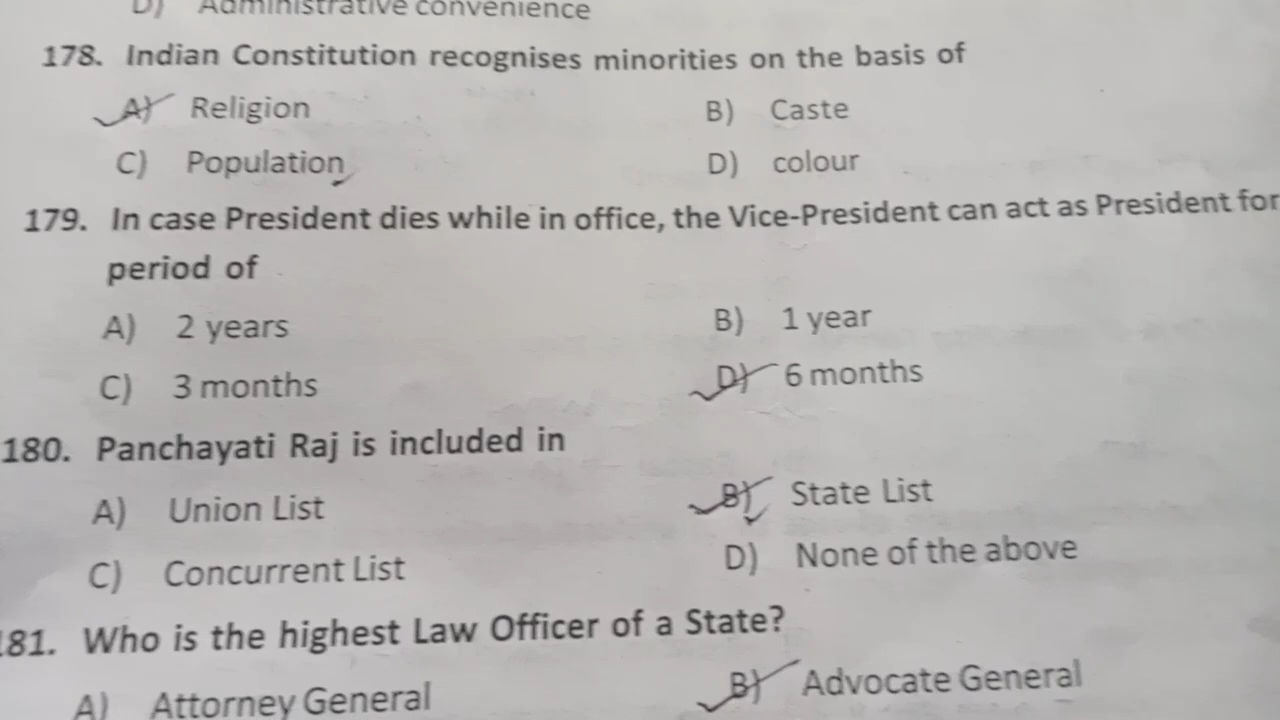 D) Administrative convenience
178. Indian Constitution recognises minorities on the basis of
A) Religion B) Caste
C) Population D) colour
179. In case President dies while in office, the Vice-President can act as President for
period of
A) 2 years B) 1 year
C) 3 months D) 6 months
180. Panchayati Raj is included in
A) Union List B) State List
C) Concurrent List D) None of the above
181. Who is the highest Law Officer of a State?
A) Attorney General B) Advocate General